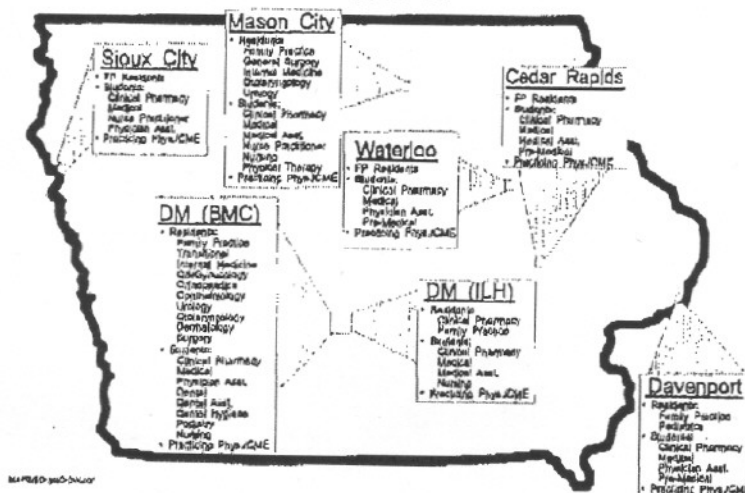 Mason City
• Residents
Family Practice
General Surgery
Internal Medicine
Otolaryngology
Urology
• Students:
Clinical Pharmacy
Medical
Medical Asst.
Nurse Practitioner
Nursing
Physical Therapy
• Practicing Phys./CME
Sioux City
• FP Residents
• Students:
Clinical Pharmacy
Medical
Nurse Practitioner
Physician Asst.
• Practicing Phys./CME
Cedar Rapids
• FP Residents
• Students:
Clinical Pharmacy
Medical
Medical Asst.
Pre-Medical
• Practicing Phys./CME
Waterloo
• FP Residents
• Students:
Clinical Pharmacy
Medical
Physician Asst.
Pre-Medical
• Practicing Phys./CME
DM (BMC)
• Residents:
Family Practice
Transitional
Internal Medicine
Ob/Gynecology
Orthopedics
Ophthalmology
Urology
Otolaryngology
Dermatology
Surgery
• Students:
Clinical Pharmacy
Medical
Physician Asst.
Dental
Dental Asst.
Dental Hygiene
Podiatry
Nursing
• Practicing Phys./CME
DM (ILH)
• Residents
Clinical Pharmacy
Family Practice
• Students:
Clinical Pharmacy
Medical
Medical Asst.
Nursing
• Practicing Phys./CME
Davenport
• Residents:
Family Practice
Pediatrics
• Students
Clinical Pharmacy
Medical
Physician Asst.
Pre-Medical
• Practicing Phys./CME